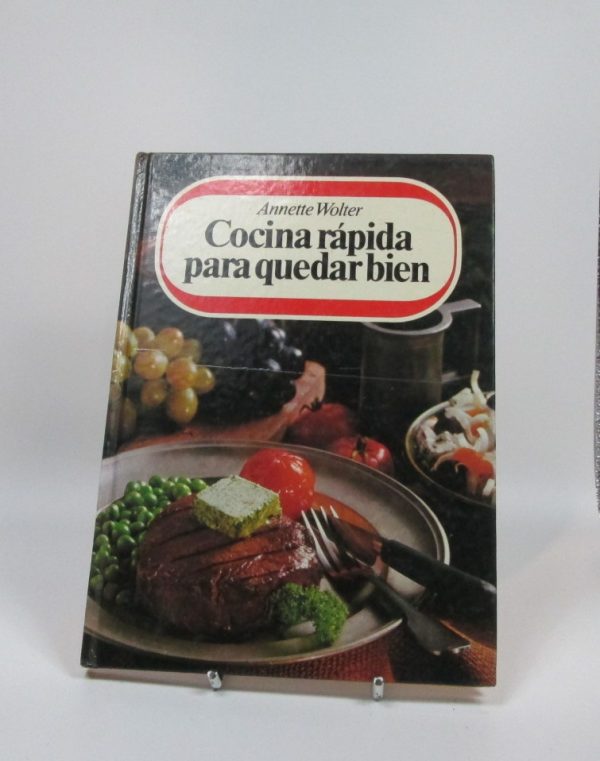 Annette Wolter
Cocina rápida
para quedar bien